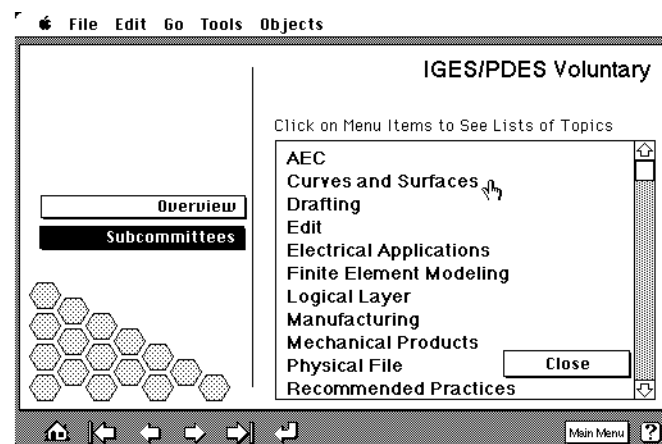 File Edit Go Tools Objects
IGES/PDES Voluntary
Click on Menu Items to See Lists of Topics
AEC
Curves and Surfaces
Drafting
Edit
Electrical Applications
Finite Element Modeling
Logical Layer
Manufacturing
Mechanical Products
Physical File
Recommended Practices
Overview
Subcommittees
Close
Main Menu ?